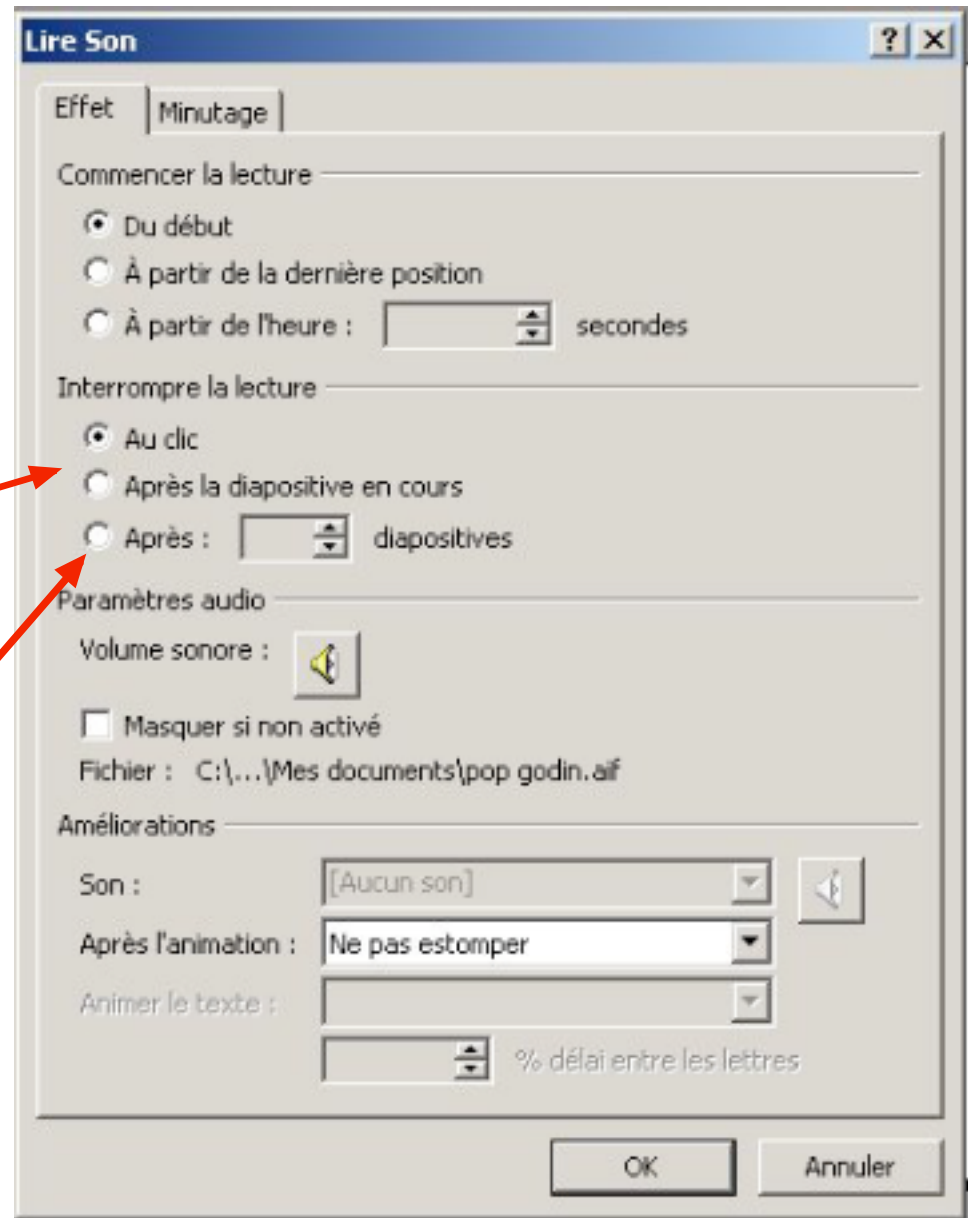 Lire Son
Effet Minutage
Commencer la lecture
Du début
À partir de la dernière position
À partir de l'heure : secondes
Interrompre la lecture
Au clic
Après la diapositive en cours
Après : diapositives
Paramètres audio
Volume sonore :
Masquer si non activé
Fichier : C:\...\Mes documents\pop godin.aif
Améliorations
Son : [Aucun son]
Après l'animation : Ne pas estomper
Animer le texte :
% délai entre les lettres
OK Annuler